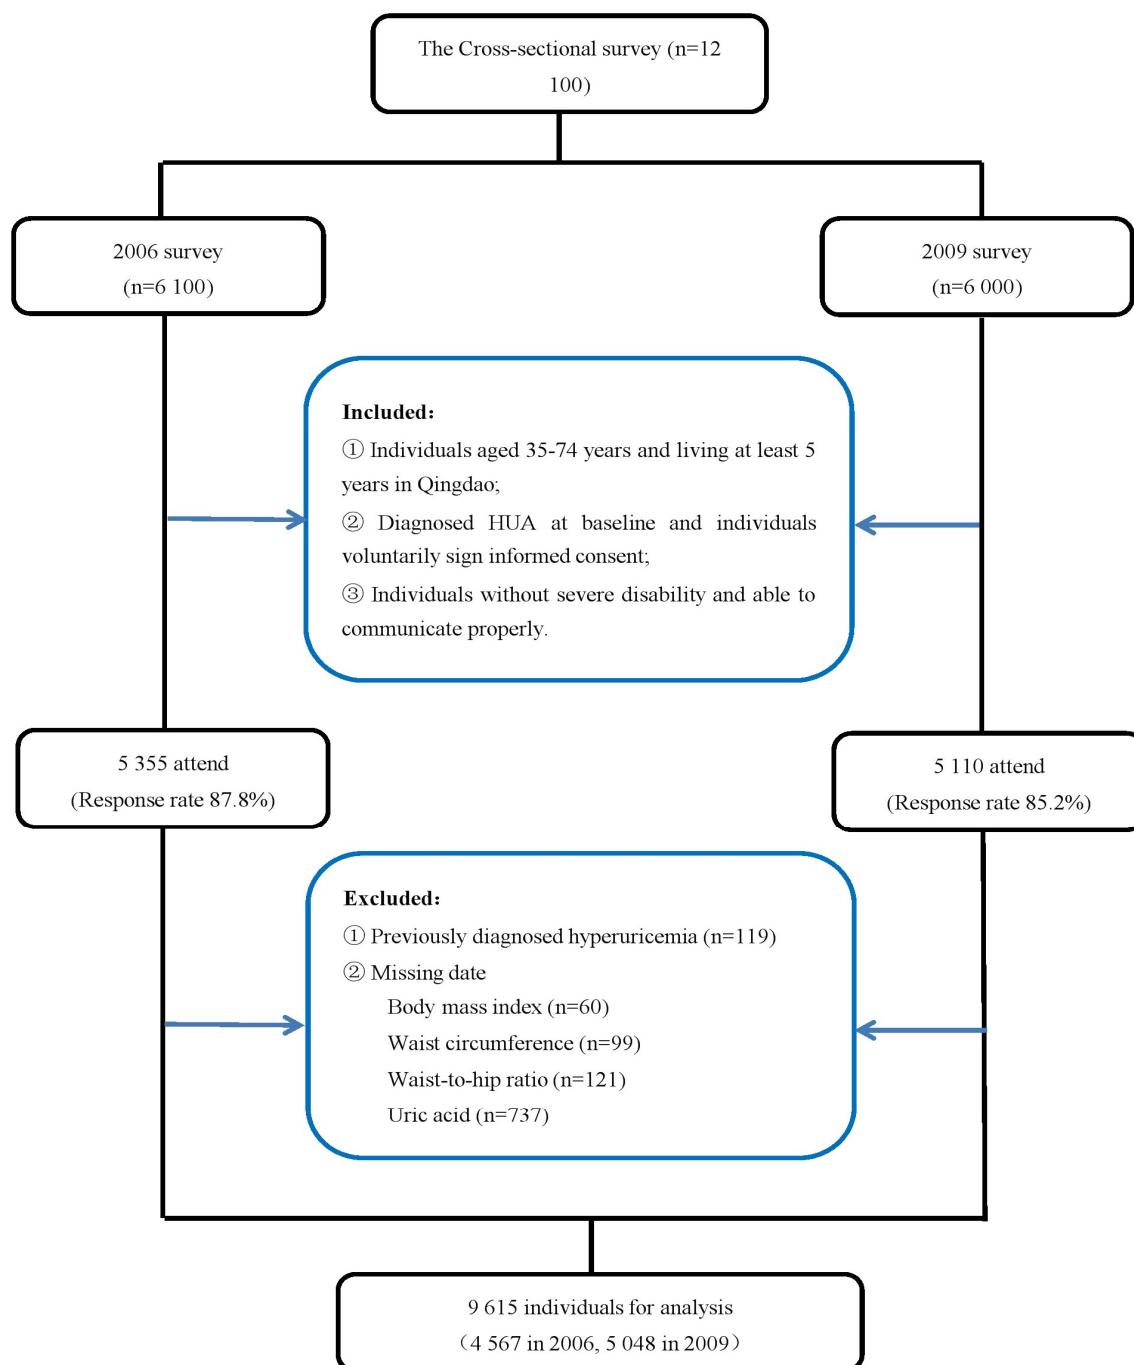 The Cross-sectional survey (n=12
100)
2006 survey
(n=6 100)
2009 survey
(n=6 000)
Included：
① Individuals aged 35-74 years and living at least 5
years in Qingdao;
② Diagnosed HUA at baseline and individuals
voluntarily sign informed consent;
③ Individuals without severe disability and able to
communicate properly.
5 355 attend
(Response rate 87.8%)
5 110 attend
(Response rate 85.2%)
Excluded：
① Previously diagnosed hyperuricemia (n=119)
② Missing date
Body mass index (n=60)
Waist circumference (n=99)
Waist-to-hip ratio (n=121)
Uric acid (n=737)
9 615 individuals for analysis
（4 567 in 2006, 5 048 in 2009）